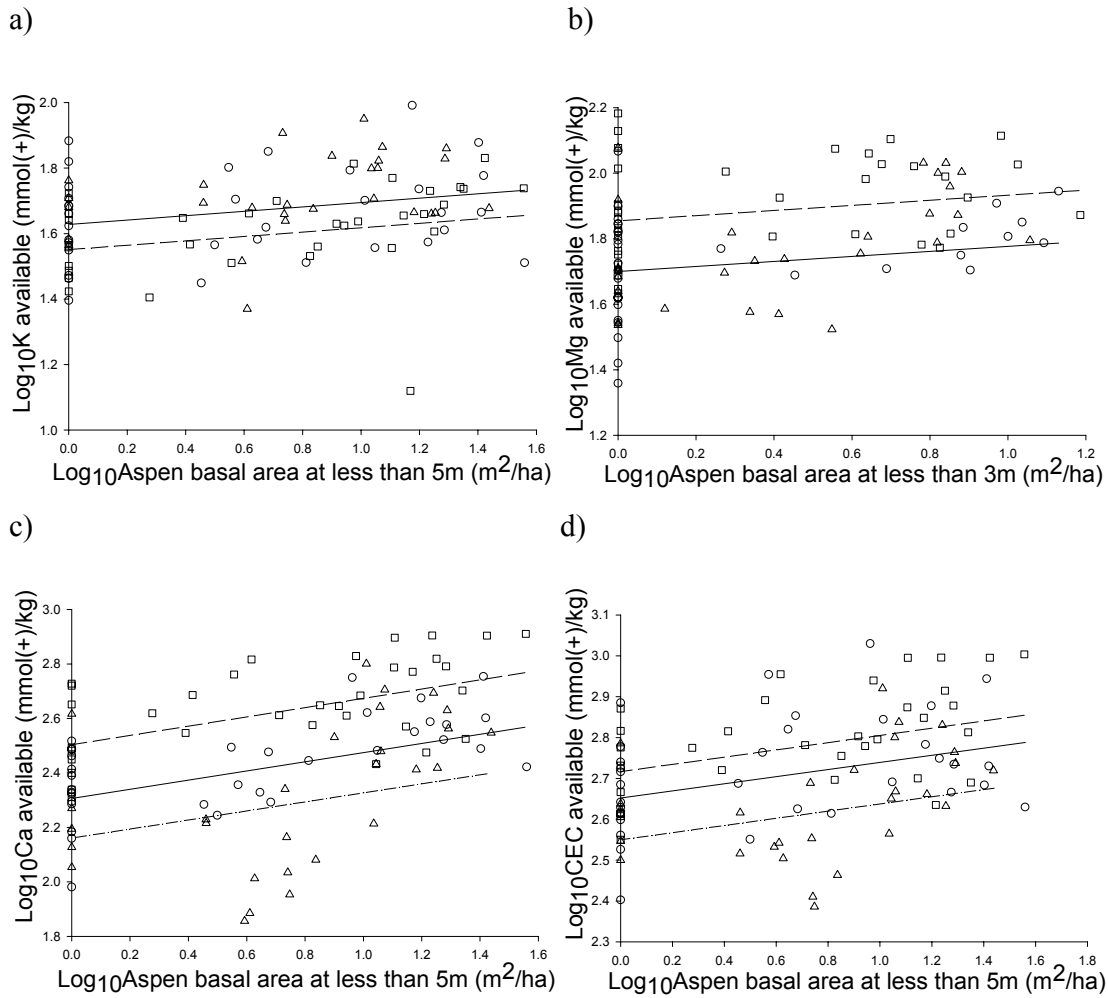 a)
b)
Log10K available (mmol(+)/kg)
2.0
1.8
1.6
1.4
1.2
1.0
0.0 0.2 0.4 0.6 0.8 1.0 1.2 1.4 1.6
Log10Aspen basal area at less than 5m (m²/ha)
Log10Mg available (mmol(+)/kg)
2.2
2.0
1.8
1.6
1.4
1.2
0.0 0.2 0.4 0.6 0.8 1.0 1.2
Log10Aspen basal area at less than 3m (m²/ha)
c)
d)
Log10Ca available (mmol(+)/kg)
3.0
2.8
2.6
2.4
2.2
2.0
1.8
0.0 0.2 0.4 0.6 0.8 1.0 1.2 1.4 1.6
Log10Aspen basal area at less than 5m (m²/ha)
Log10CEC available (mmol(+)/kg)
3.1
3.0
2.9
2.8
2.7
2.6
2.5
2.4
2.3
0.0 0.2 0.4 0.6 0.8 1.0 1.2 1.4 1.6
Log10Aspen basal area at less than 5m (m²/ha)